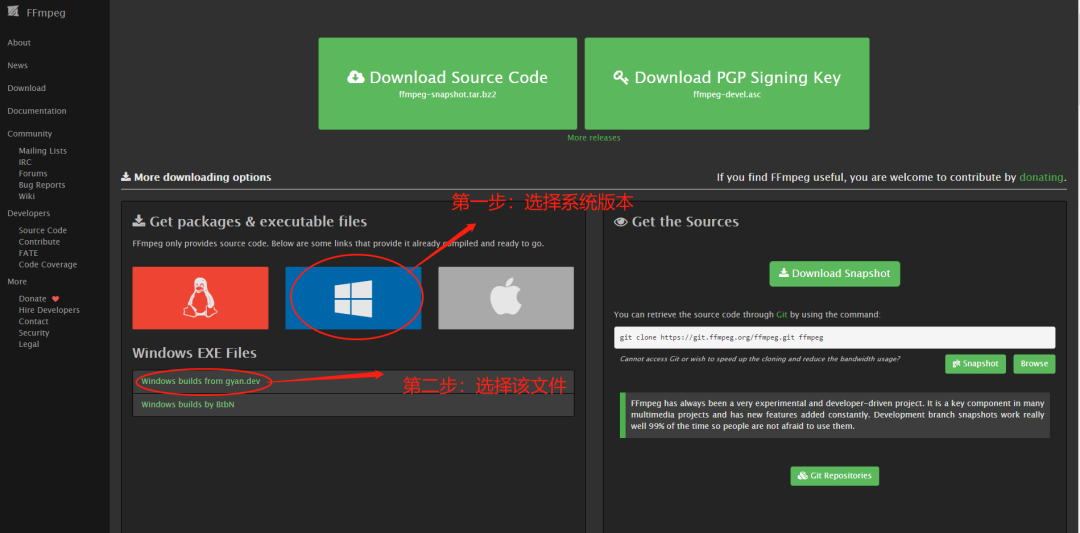 FFmpeg
About
News
Download
Documentation
Community
Mailing Lists
IRC
Forums
Bug Reports
Wiki
Developers
Source Code
Contribute
FATE
Code Coverage
More
Donate
Hire Developers
Contact
Security
Legal
Download Source Code
ffmpeg-snapshot.tar.bz2
Download PGP Signing Key
ffmpeg-devel.asc
More releases
More downloading options
If you find FFmpeg useful, you are welcome to contribute by donating.
第一步：选择系统版本
Get packages & executable files
FFmpeg only provides source code. Below are some links that provide it already compiled and ready to go.
Windows EXE Files
Windows builds from gyan.dev
第二步：选择该文件
Windows builds by BtbN
Get the Sources
Download Snapshot
You can retrieve the source code through Git by using the command:
git clone https://git.ffmpeg.org/ffmpeg.git ffmpeg
Cannot access Git or wish to speed up the cloning and reduce the bandwidth usage?
Snapshot
Browse
FFmpeg has always been a very experimental and developer-driven project. It is a key component in many
multimedia projects and has new features added constantly. Development branch snapshots work really
well 99% of the time so people are not afraid to use them.
Git Repositories